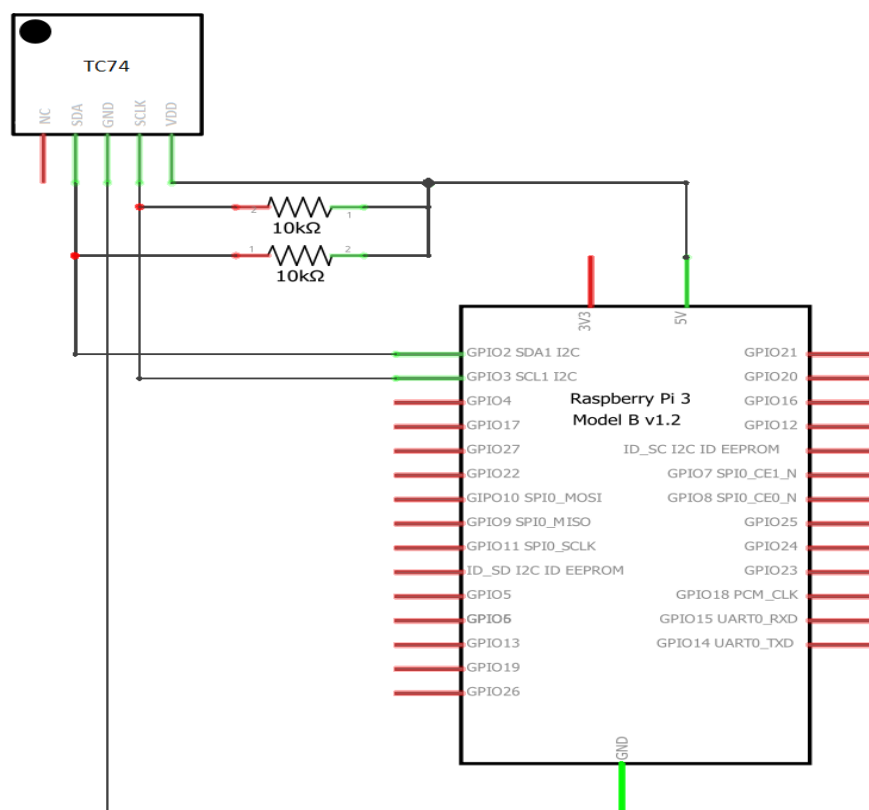 TC74
NC
SDA
GND
SCLK
VDD
2
1
10kΩ
1
2
10kΩ
3V3
5V
GPIO2 SDA1 I2C
GPIO3 SCL1 I2C
GPIO4
GPIO17
GPIO27
GPIO22
GIPO10 SPI0_MOSI
GPIO9 SPI0_MISO
GPIO11 SPI0_SCLK
ID_SD I2C ID EEPROM
GPIO5
GPIO13
GPIO19
GPIO26
Raspberry Pi 3
Model B v1.2
GPIO21
GPIO20
GPIO16
GPIO12
ID_SC I2C ID EEPROM
GPIO7 SPI0_CE1_N
GPIO8 SPI0_CE0_N
GPIO25
GPIO24
GPIO23
GPIO18 PCM_CLK
GPIO15 UART0_RXD
GPIO14 UART0_TXD
GND